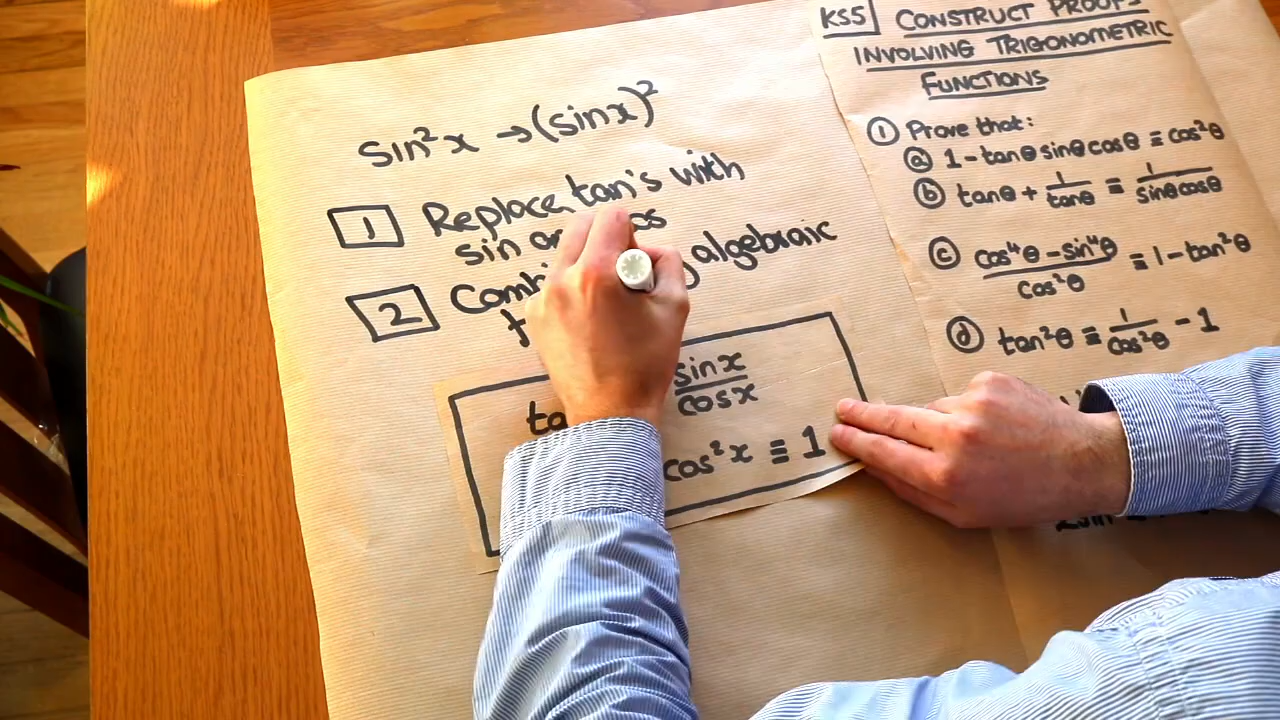 sin²x → (sinx)²
1 Replace tan's with
sin cos
2 algebraic
sinx
cosx
cos²x ≡ 1
KS5 CONSTRUCT PROOFS
INVOLVING TRIGONOMETRIC
FUNCTIONS
① Prove that:
ⓐ 1 - tanθ sinθ cosθ ≡ cos²θ
ⓑ tanθ + 1/tanθ ≡ 1/sinθcosθ
ⓒ cos⁴θ - sin⁴θ / cos²θ ≡ 1 - tan²θ
ⓓ tan²θ ≡ 1/cos²θ - 1